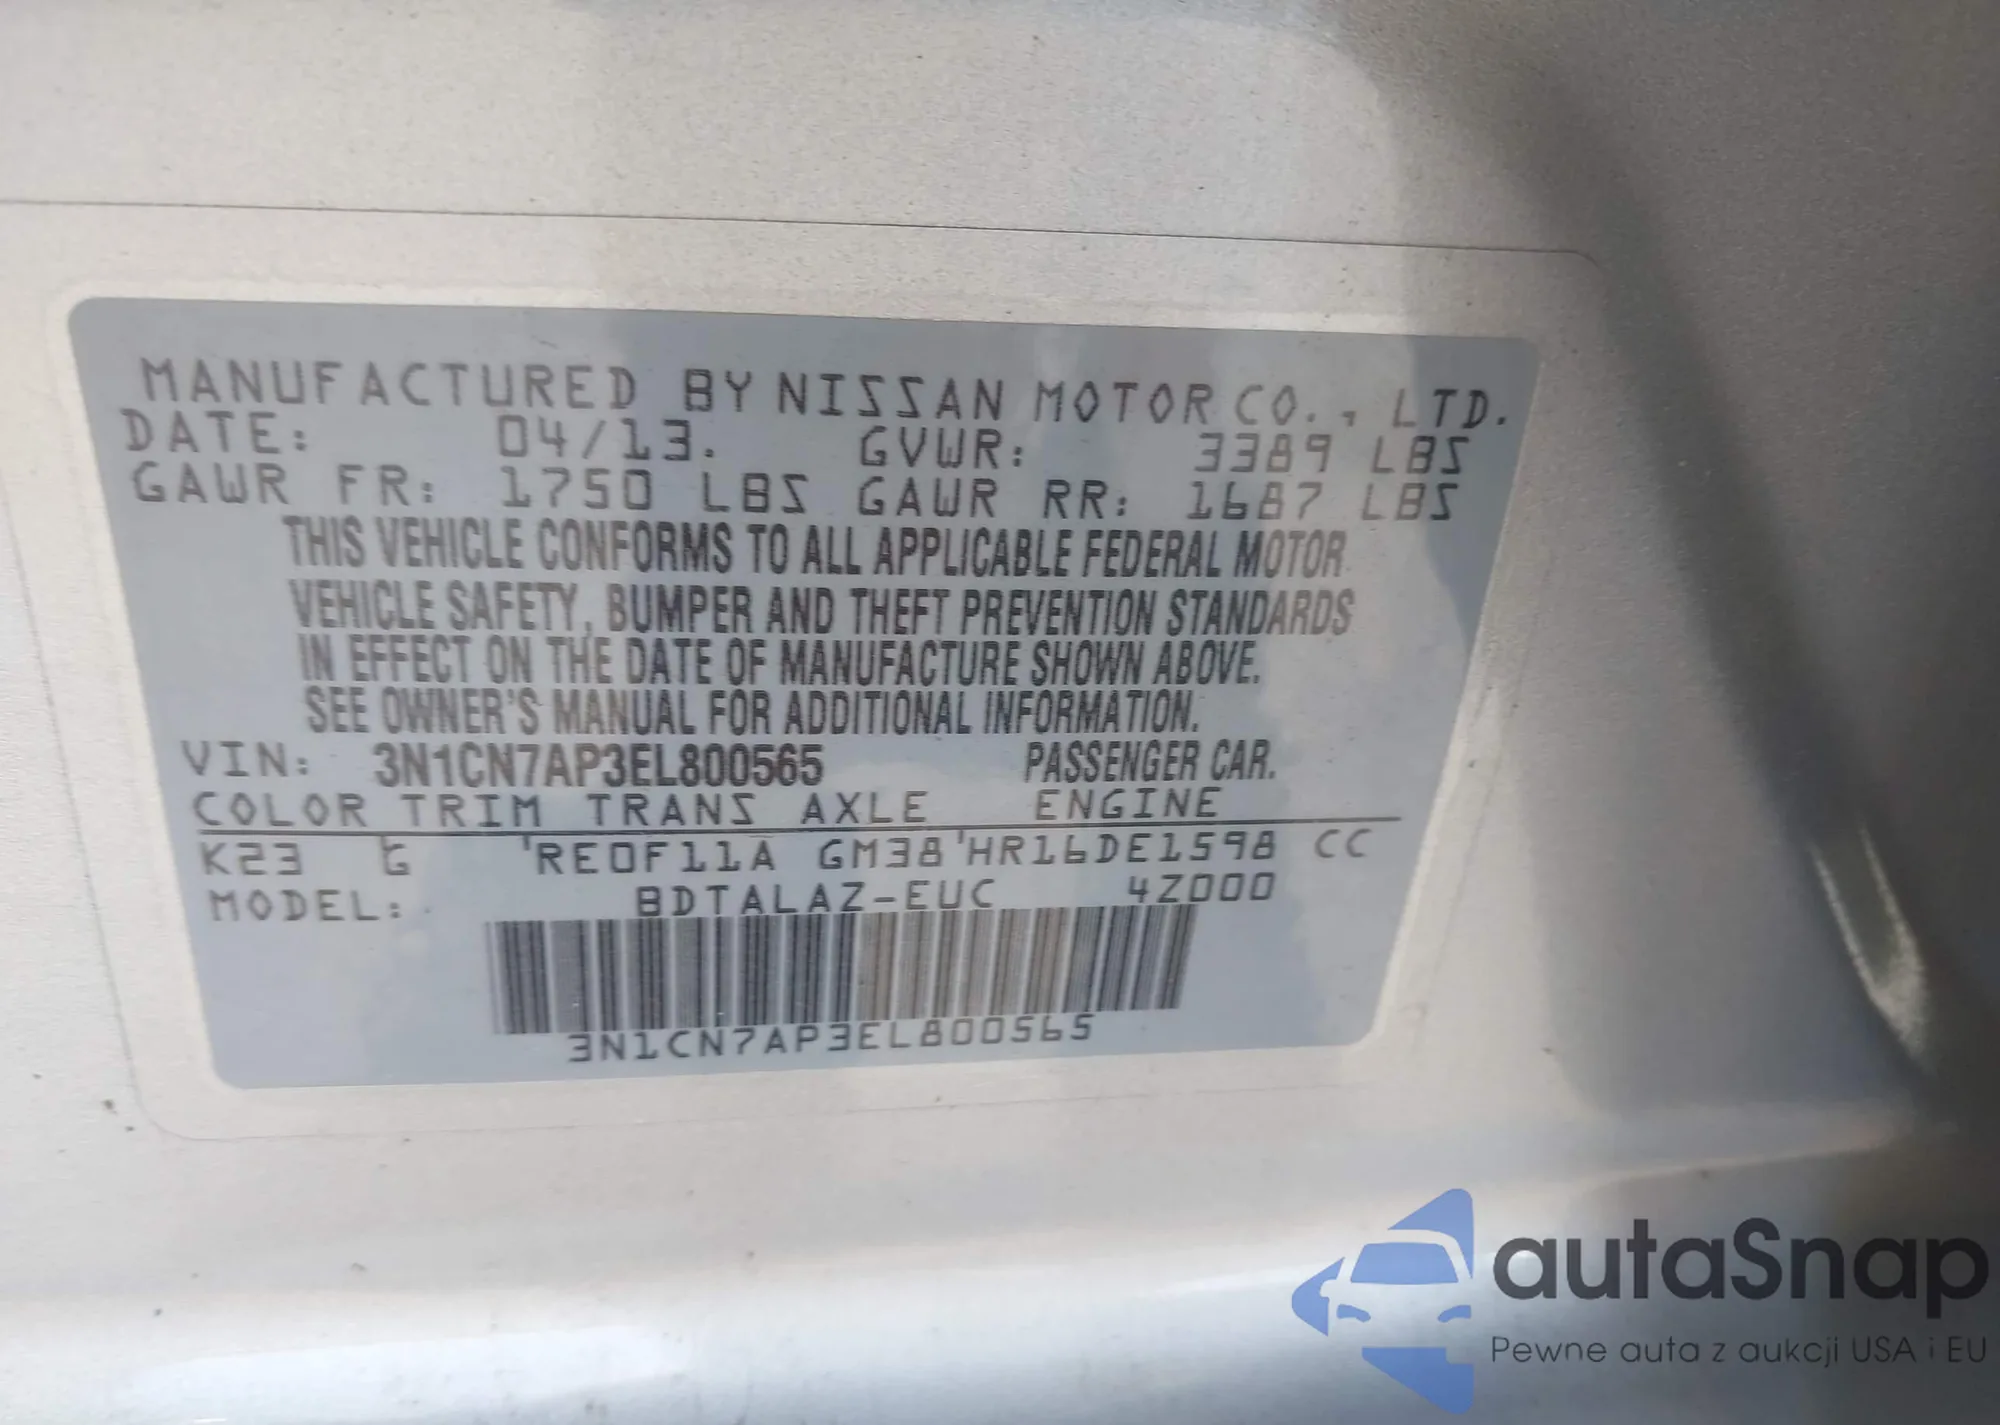 MANUFACTURED BY NISSAN MOTOR CO., LTD.
DATE: 04/13. GVWR: 3389 LBS
GAWR FR: 1750 LBS GAWR RR: 1687 LBS
THIS VEHICLE CONFORMS TO ALL APPLICABLE FEDERAL MOTOR
VEHICLE SAFETY, BUMPER AND THEFT PREVENTION STANDARDS
IN EFFECT ON THE DATE OF MANUFACTURE SHOWN ABOVE.
SEE OWNER'S MANUAL FOR ADDITIONAL INFORMATION.
VIN: 3N1CN7AP3EL800565 PASSENGER CAR.
COLOR TRIM TRANS AXLE ENGINE
K23 G 'RE0F11A GM38'HR16DE1598 CC
MODEL: BDTALAZ-EUC 4Z000
3N1CN7AP3EL800565
autaSnap
Pewne auta z aukcji USA i EU